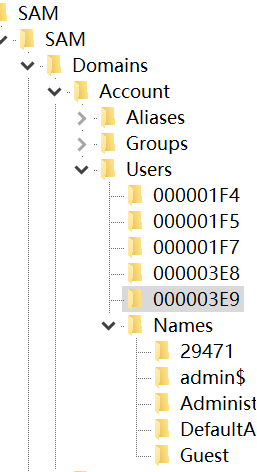 SAM
SAM
Domains
Account
Aliases
Groups
Users
000001F4
000001F5
000001F7
000003E8
000003E9
Names
29471
admin$
Administ
DefaultA
Guest